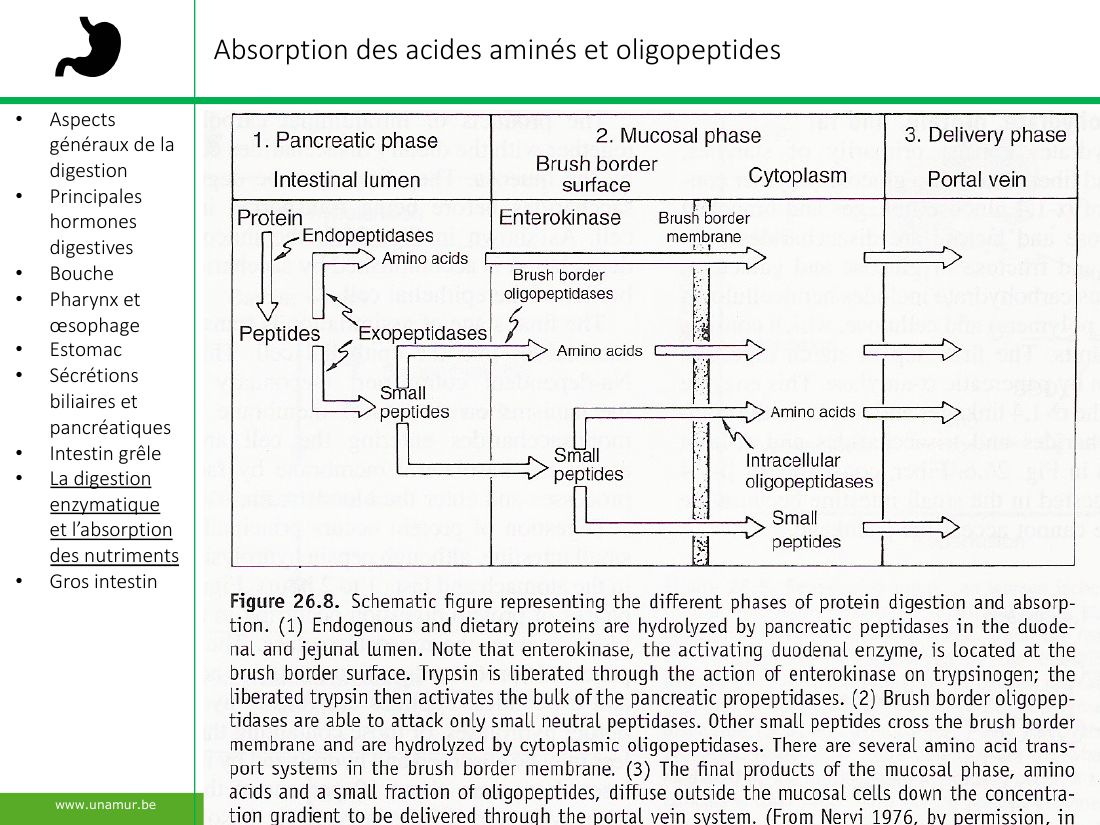 Absorption des acides aminés et oligopeptides
• Aspects
généraux de la
digestion
• Principales
hormones
digestives
• Bouche
• Pharynx et
œsophage
• Estomac
• Sécrétions
biliaires et
pancréatiques
• Intestin grêle
• La digestion
enzymatique
et l'absorption
des nutriments
• Gros intestin
www.unamur.be
1. Pancreatic phase
Intestinal lumen
2. Mucosal phase
Brush border
surface
Cytoplasm
3. Delivery phase
Portal vein
Protein
Endopeptidases
Amino acids
Enterokinase
Brush border
membrane
Brush border
oligopeptidases
Peptides
Exopeptidases
Amino acids
Small
peptides
Amino acids
Small
peptides
Intracellular
oligopeptidases
Small
peptides
Figure 26.8. Schematic figure representing the different phases of protein digestion and absorp-
tion. (1) Endogenous and dietary proteins are hydrolyzed by pancreatic peptidases in the duode-
nal and jejunal lumen. Note that enterokinase, the activating duodenal enzyme, is located at the
brush border surface. Trypsin is liberated through the action of enterokinase on trypsinogen; the
liberated trypsin then activates the bulk of the pancreatic propeptidases. (2) Brush border oligopep-
tidases are able to attack only small neutral peptidases. Other small peptides cross the brush border
membrane and are hydrolyzed by cytoplasmic oligopeptidases. There are several amino acid trans-
port systems in the brush border membrane. (3) The final products of the mucosal phase, amino
acids and a small fraction of oligopeptides, diffuse outside the mucosal cells down the concentra-
tion gradient to be delivered through the portal vein system. (From Nervi 1976, by permission, in